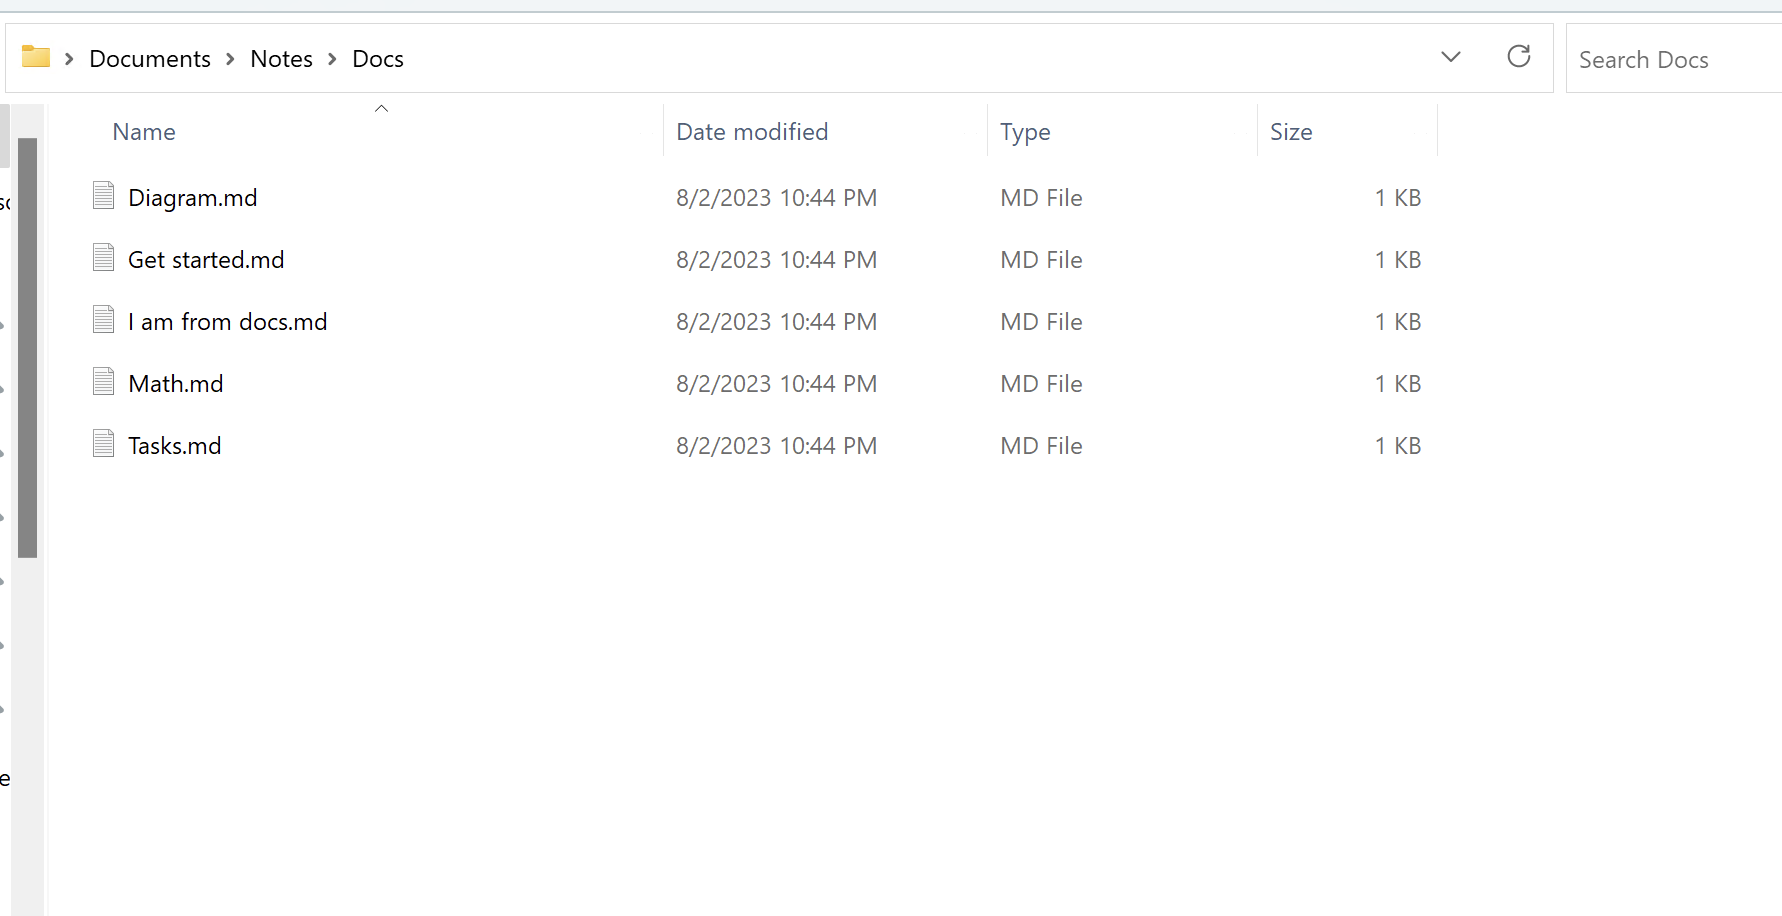 Documents > Notes > Docs
Search Docs
Name Date modified Type Size
Diagram.md 8/2/2023 10:44 PM MD File 1 KB
Get started.md 8/2/2023 10:44 PM MD File 1 KB
I am from docs.md 8/2/2023 10:44 PM MD File 1 KB
Math.md 8/2/2023 10:44 PM MD File 1 KB
Tasks.md 8/2/2023 10:44 PM MD File 1 KB